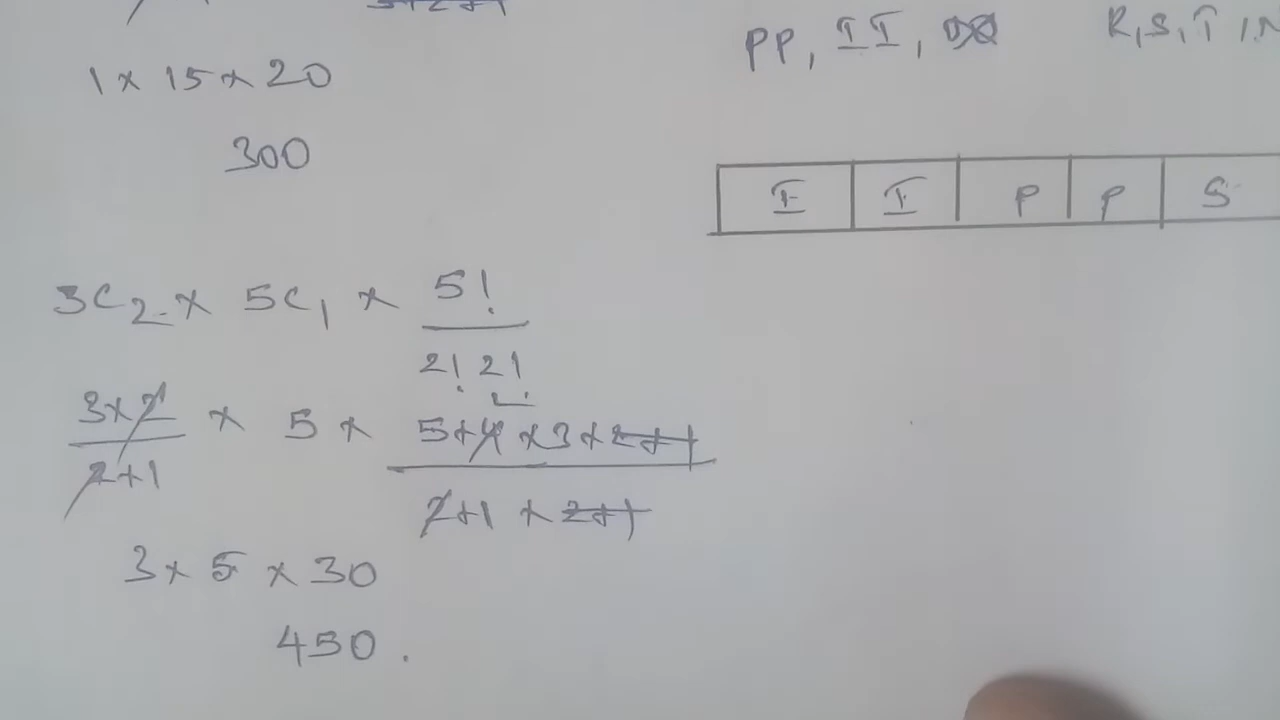 1 x 15 x 20
300
PP, II, OO R, S, T, N
I I P P S
3C2 x 5C1 x 5!
2! 2!
3x2 x 5 x 5x4x3x2x1
2x1 2x1 x 2x1
3 x 5 x 30
450.